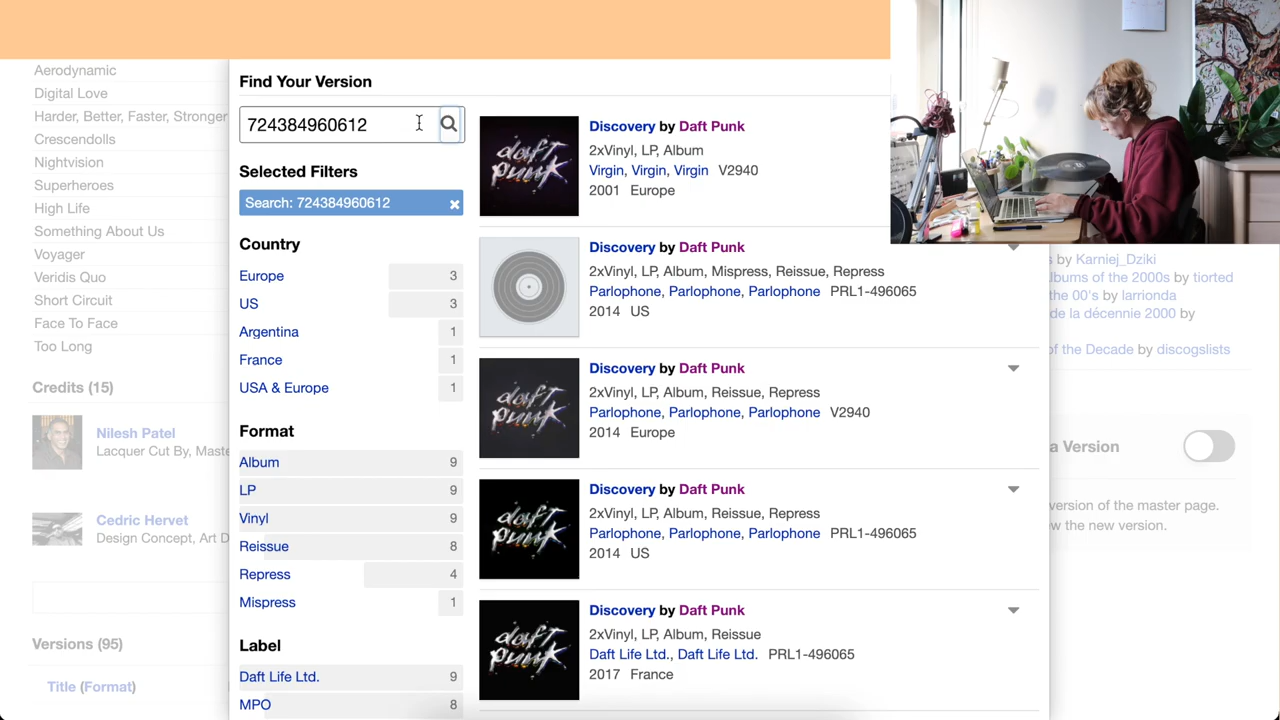 Aerodynamic
Digital Love
Harder, Better, Faster, Stronger
Crescendolls
Nightvision
Superheroes
High Life
Something About Us
Voyager
Veridis Quo
Short Circuit
Face To Face
Too Long
Credits (15)
Nilesh Patel
Lacquer Cut By, Maste
Cedric Hervet
Design Concept, Art D
Versions (95)
Title (Format)
Find Your Version
724384960612
Selected Filters
Search: 724384960612 ×
Country
Europe 3
US 3
Argentina 1
France 1
USA & Europe 1
Format
Album 9
LP 9
Vinyl 9
Reissue 8
Repress 4
Mispress 1
Label
Daft Life Ltd. 9
MPO 8
daft punk
Discovery by Daft Punk
2xVinyl, LP, Album
Virgin, Virgin, Virgin V2940
2001 Europe
Discovery by Daft Punk
2xVinyl, LP, Album, Mispress, Reissue, Repress
Parlophone, Parlophone, Parlophone PRL1-496065
2014 US
daft punk
Discovery by Daft Punk
2xVinyl, LP, Album, Reissue, Repress
Parlophone, Parlophone, Parlophone V2940
2014 Europe
daft punk
Discovery by Daft Punk
2xVinyl, LP, Album, Reissue, Repress
Parlophone, Parlophone, Parlophone PRL1-496065
2014 US
daft punk
Discovery by Daft Punk
2xVinyl, LP, Album, Reissue
Daft Life Ltd., Daft Life Ltd. PRL1-496065
2017 France
s by Karniej_Dziki
lbums of the 2000s by tiorted
the 00's by larrionda
de la décennie 2000 by
of the Decade by discogslists
a Version
version of the master page.
w the new version.